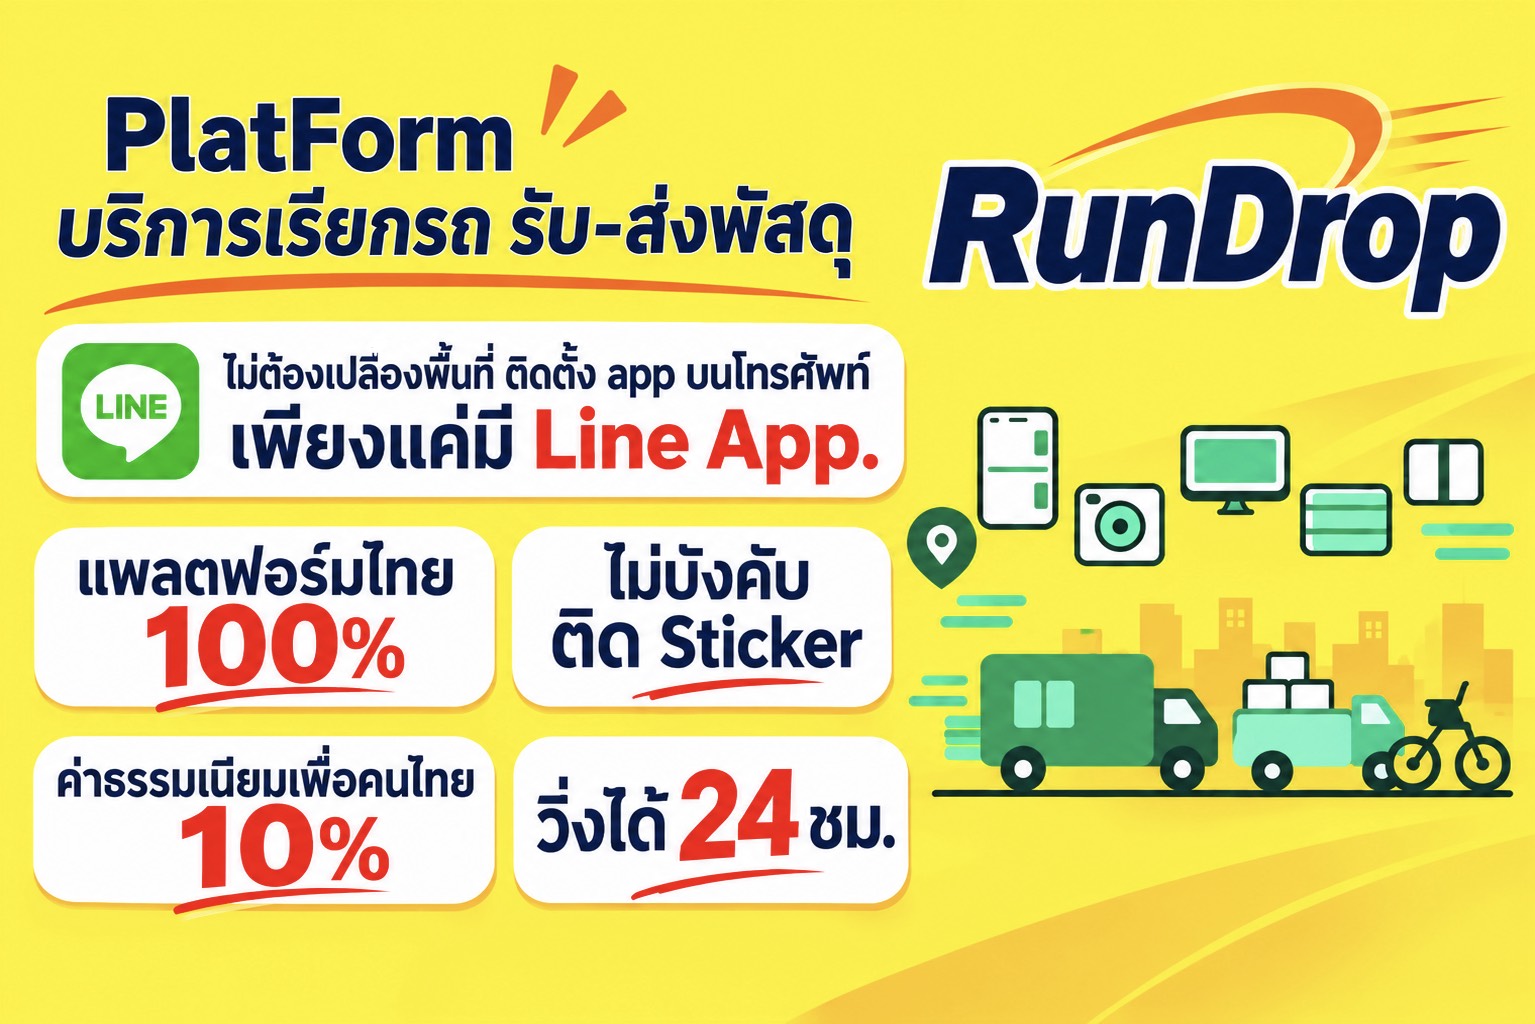 PlatForm
บริการเรียกรถ รับ-ส่งพัสดุ
RunDrop
LINE
ไม่ต้องเปลืองพื้นที่ ติดตั้ง app บนโทรศัพท์
เพียงแค่มี Line App.
แพลตฟอร์มไทย
100%
ไม่บังคับ
ติด Sticker
ค่าธรรมเนียมเพื่อคนไทย
10%
วิ่งได้ 24 ชม.